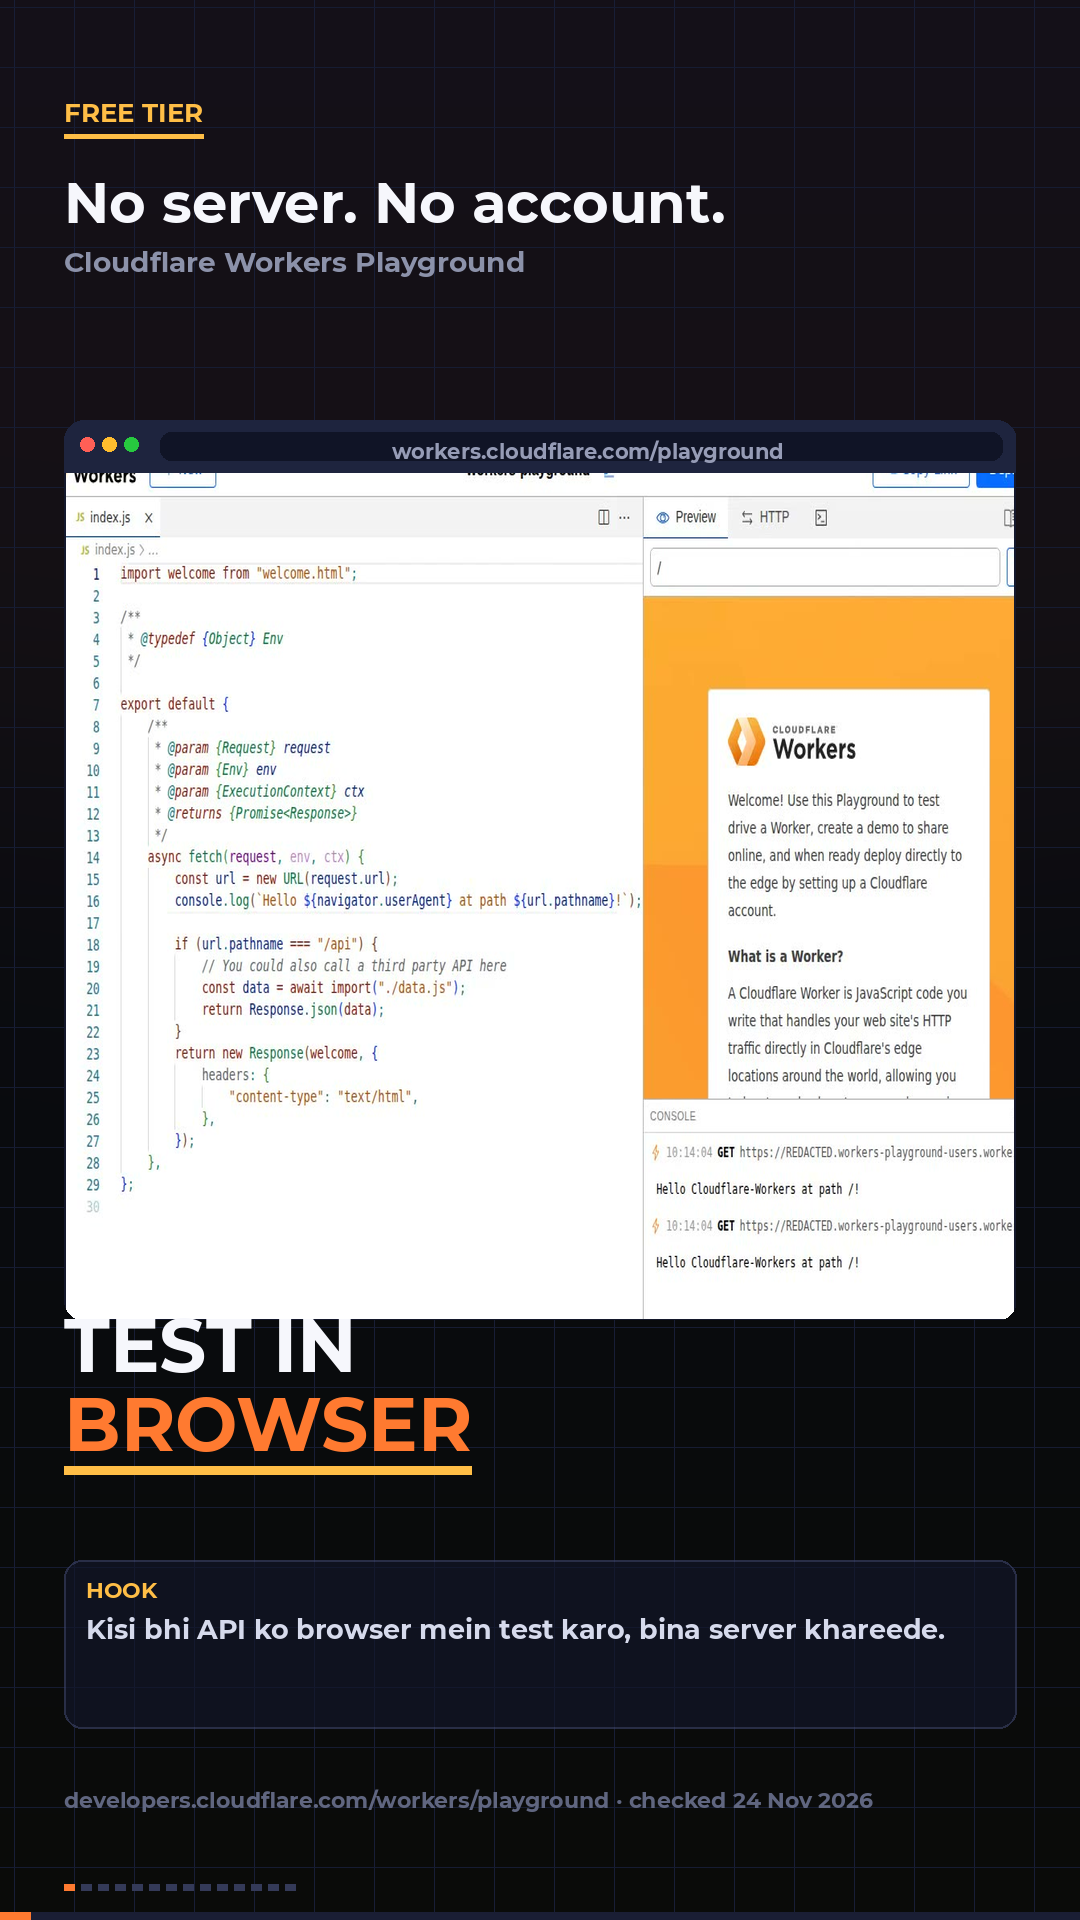 FREE TIER
No server. No account.
Cloudflare Workers Playground
workers.cloudflare.com/playground
Workers
New
workers-playground
Copy Link
index.js X
Preview
HTTP
index.js > ...
/
1 import welcome from "welcome.html";
2
3 /**
4 * @typedef {Object} Env
5 */
6
7 export default {
8 /**
9 * @param {Request} request
10 * @param {Env} env
11 * @param {ExecutionContext} ctx
12 * @returns {Promise<Response>}
13 */
14 async fetch(request, env, ctx) {
15 const url = new URL(request.url);
16 console.log(`Hello ${navigator.userAgent} at path ${url.pathname}!`);
17
18 if (url.pathname === "/api") {
19 // You could also call a third party API here
20 const data = await import("./data.js");
21 return Response.json(data);
22 }
23 return new Response(welcome, {
24 headers: {
25 "content-type": "text/html",
26 },
27 });
28 },
29 };
30
CLOUDFLARE
Workers
Welcome! Use this Playground to test
drive a Worker, create a demo to share
online, and when ready deploy directly to
the edge by setting up a Cloudflare
account.
What is a Worker?
A Cloudflare Worker is JavaScript code you
write that handles your web site's HTTP
traffic directly in Cloudflare's edge
locations around the world, allowing you
CONSOLE
10:14:04 GET https://REDACTED.workers-playground-users.worke
Hello Cloudflare-Workers at path /!
10:14:04 GET https://REDACTED.workers-playground-users.worke
Hello Cloudflare-Workers at path /!
TEST IN
BROWSER
HOOK
Kisi bhi API ko browser mein test karo, bina server khareede.
developers.cloudflare.com/workers/playground · checked 24 Nov 2026